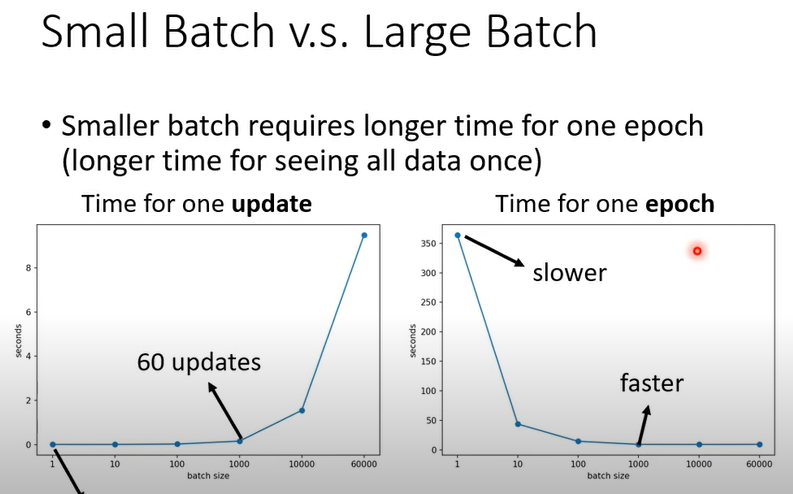 Small Batch v.s. Large Batch
• Smaller batch requires longer time for one epoch
(longer time for seeing all data once)
Time for one update
8
6
4
2
0
seconds
60 updates
1 10 100 1000 10000 60000
batch size
Time for one epoch
350
300
250
200
150
100
50
0
seconds
slower
faster
1 10 100 1000 10000 60000
batch size